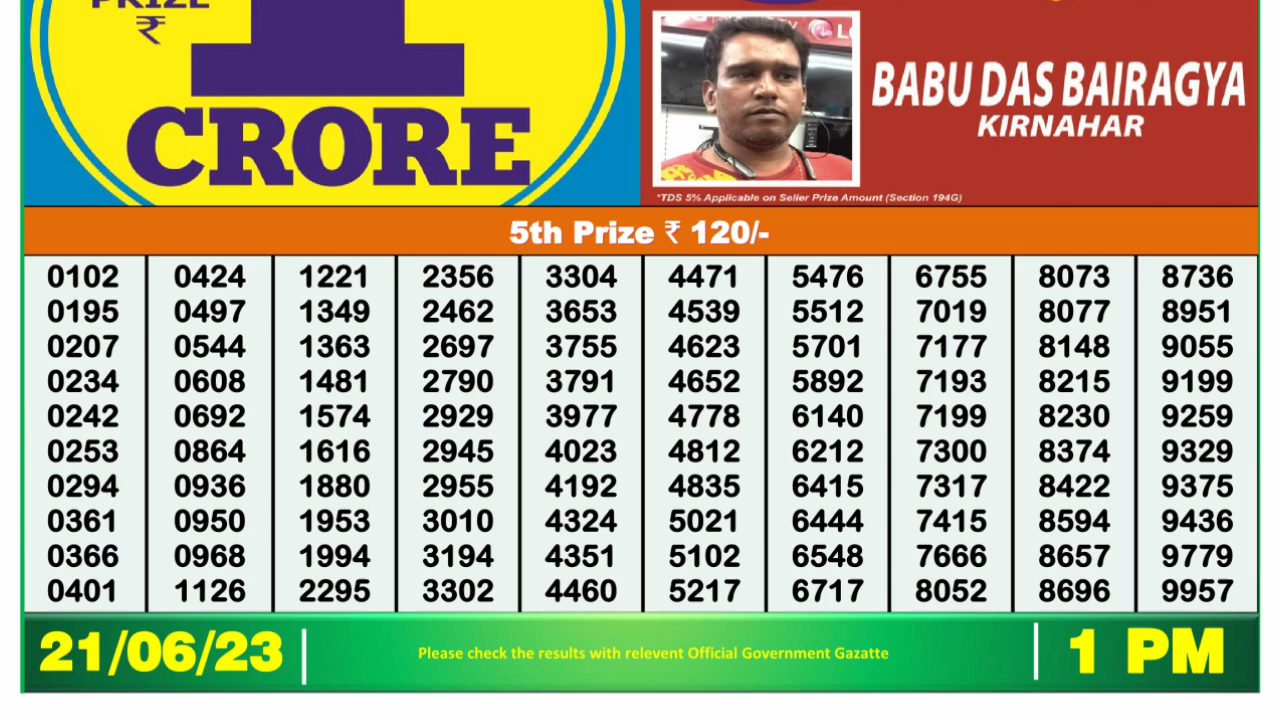 PRIZE
₹
1
CRORE
BABU DAS BAIRAGYA
KIRNAHAR
*TDS 5% Applicable on Seller Prize Amount (Section 194G)
5th Prize ₹ 120/-
0102 0424 1221 2356 3304 4471 5476 6755 8073 8736
0195 0497 1349 2462 3653 4539 5512 7019 8077 8951
0207 0544 1363 2697 3755 4623 5701 7177 8148 9055
0234 0608 1481 2790 3791 4652 5892 7193 8215 9199
0242 0692 1574 2929 3977 4778 6140 7199 8230 9259
0253 0864 1616 2945 4023 4812 6212 7300 8374 9329
0294 0936 1880 2955 4192 4835 6415 7317 8422 9375
0361 0950 1953 3010 4324 5021 6444 7415 8594 9436
0366 0968 1994 3194 4351 5102 6548 7666 8657 9779
0401 1126 2295 3302 4460 5217 6717 8052 8696 9957
21/06/23
Please check the results with relevent Official Government Gazatte
1 PM